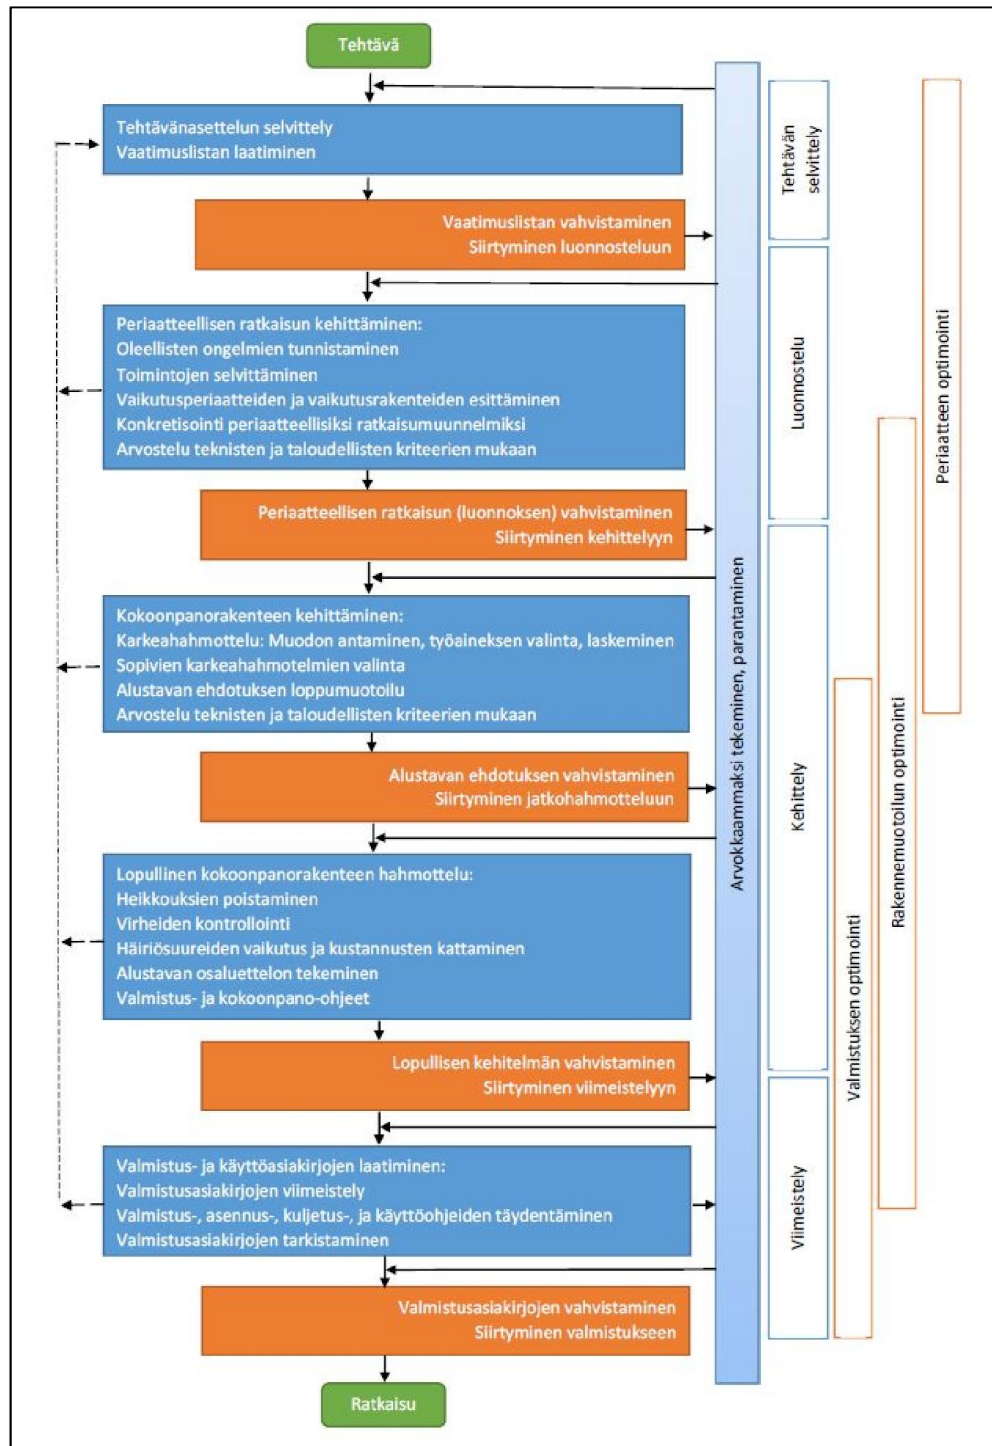 Tehtävä
Tehtävänasettelun selvittely
Vaatimuslistan laatiminen
Vaatimuslistan vahvistaminen
Siirtyminen luonnosteluun
Periaatteellisen ratkaisun kehittäminen:
Oleellisten ongelmien tunnistaminen
Toimintojen selvittäminen
Vaikutusperiaatteiden ja vaikutusrakenteiden esittäminen
Konkretisointi periaatteellisiksi ratkaisumuunnelmiksi
Arvostelu teknisten ja taloudellisten kriteerien mukaan
Periaatteellisen ratkaisun (luonnoksen) vahvistaminen
Siirtyminen kehittelyyn
Kokoonpanorakenteen kehittäminen:
Karkeahahmottelu: Muodon antaminen, työaineksen valinta, laskeminen
Sopivien karkeahahmotelmien valinta
Alustavan ehdotuksen loppumuotoilu
Arvostelu teknisten ja taloudellisten kriteerien mukaan
Alustavan ehdotuksen vahvistaminen
Siirtyminen jatkohahmotteluun
Lopullinen kokoonpanorakenteen hahmottelu:
Heikkouksien poistaminen
Virheiden kontrollointi
Häiriösuureiden vaikutus ja kustannusten kattaminen
Alustavan osaluettelon tekeminen
Valmistus- ja kokoonpano-ohjeet
Lopullisen kehitelmän vahvistaminen
Siirtyminen viimeistelyyn
Valmistus- ja käyttöasiakirjojen laatiminen:
Valmistusasiakirjojen viimeistely
Valmistus-, asennus-, kuljetus-, ja käyttöohjeiden täydentäminen
Valmistusasiakirjojen tarkistaminen
Valmistusasiakirjojen vahvistaminen
Siirtyminen valmistukseen
Ratkaisu
Arvokkaammaksi tekeminen, parantaminen
Tehtävän
selvittely
Luonnostelu
Kehittely
Viimeistely
Valmistuksen optimointi
Rakennemuotoilun optimointi
Periaatteen optimointi